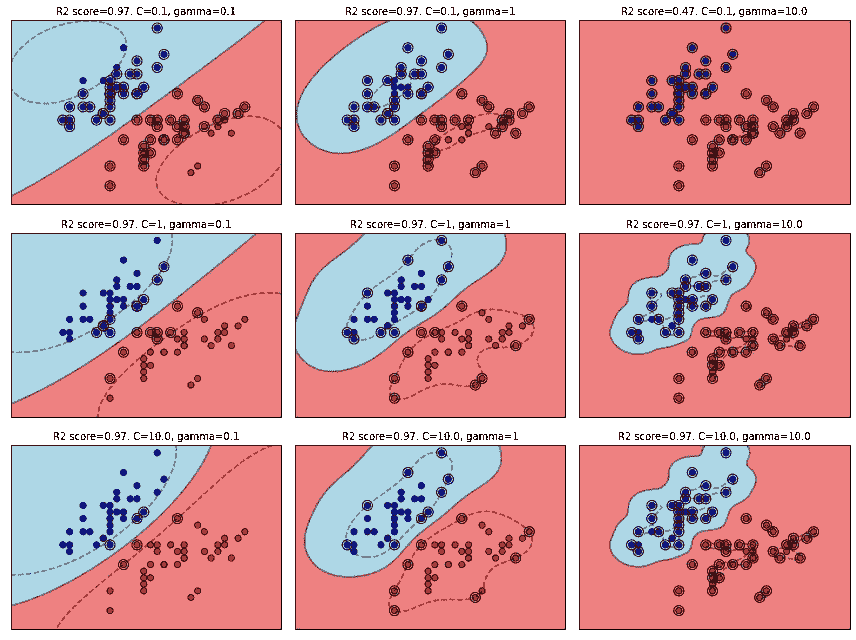 R2 score=0.97. C=0.1, gamma=0.1
R2 score=0.97. C=0.1, gamma=1
R2 score=0.47. C=0.1, gamma=10.0
R2 score=0.97. C=1, gamma=0.1
R2 score=0.97. C=1, gamma=1
R2 score=0.97. C=1, gamma=10.0
R2 score=0.97. C=10.0, gamma=0.1
R2 score=0.97. C=10.0, gamma=1
R2 score=0.97. C=10.0, gamma=10.0